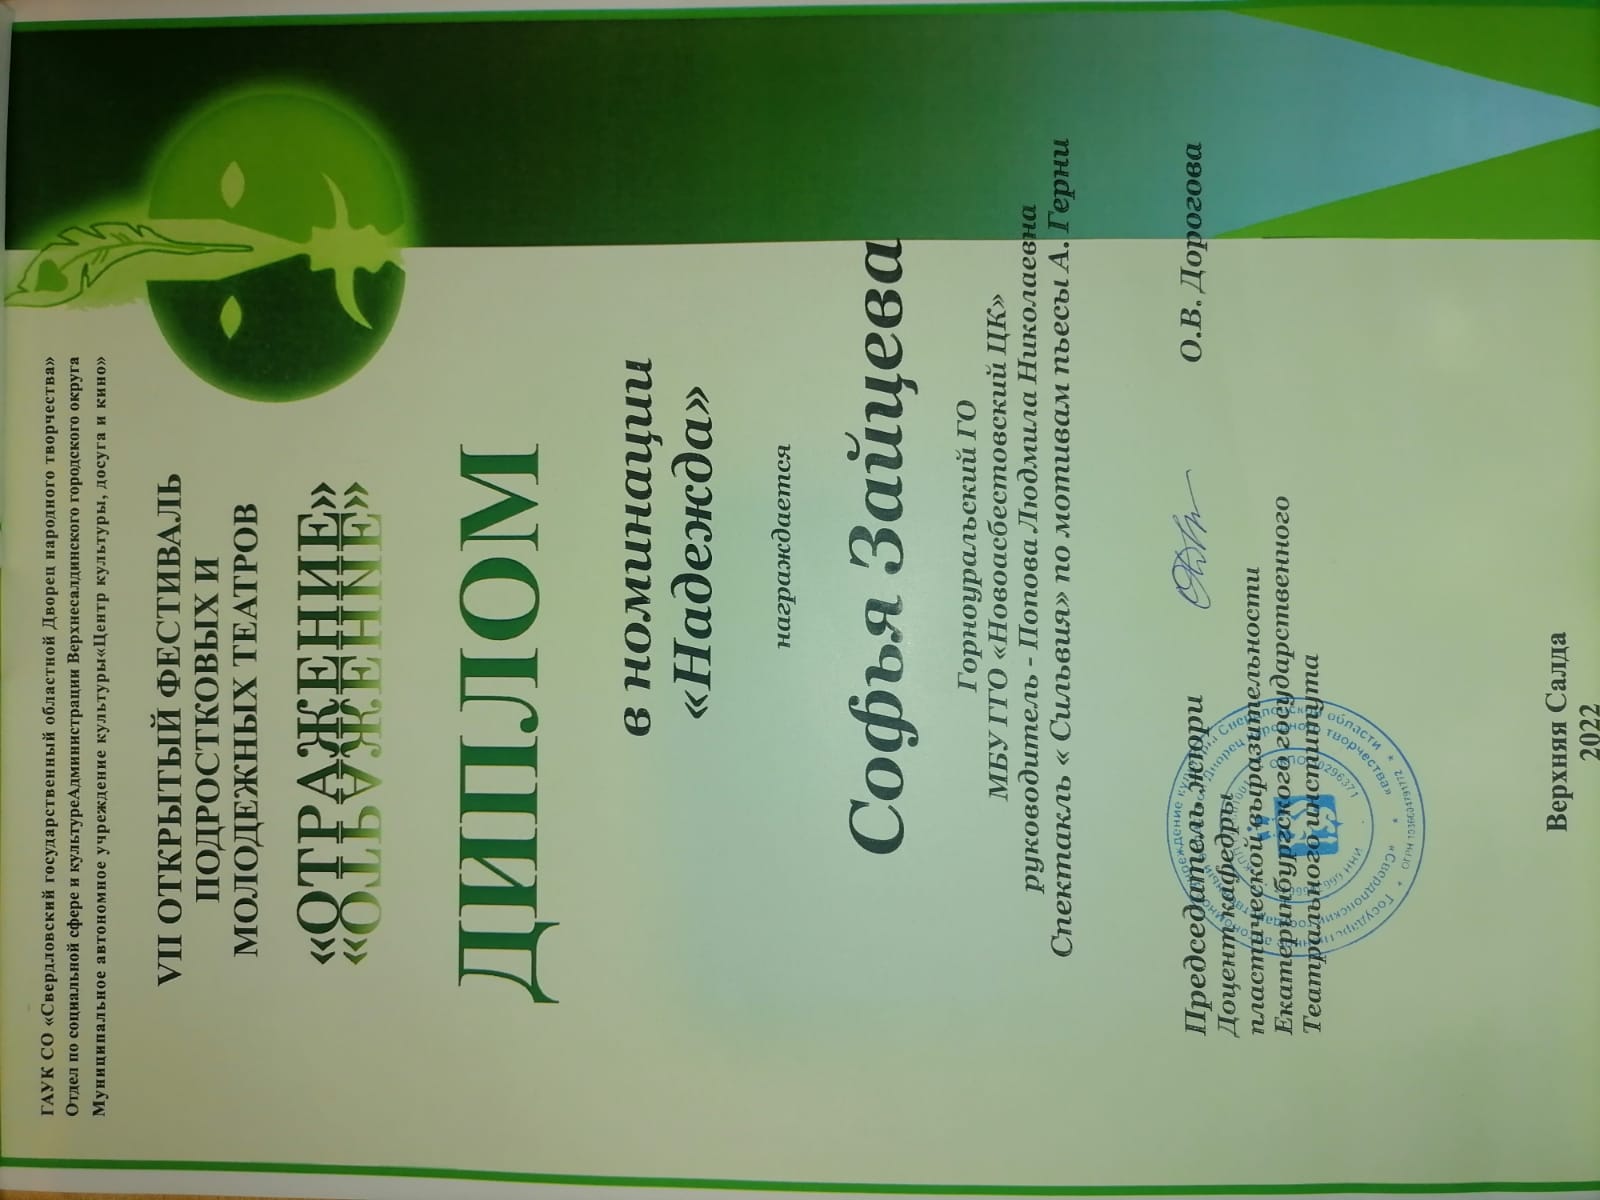 ГАУК СО «Свердловский государственный областной Дворец народного творчества»
Отдел по социальной сфере и культуреАдминистрации Верхнесалдинского городского округа
Муниципальное автономное учреждение культуры«Центр культуры, досуга и кино»
VII ОТКРЫТЫЙ ФЕСТИВАЛЬ
ПОДРОСТКОВЫХ И
МОЛОДЕЖНЫХ ТЕАТРОВ
«ОТРАЖЕНИЕ»
ДИПЛОМ
в номинации
«Надежда»
награждается
Софья Зайцева
Горноуральский ГО
МБУ ГГО «Новоасбестовский ЦК»
руководитель - Попова Людмила Николаевна
Спектакль « Сильвия» по мотивам пьесы А. Герни
Председатель жюри
О.В. Дорогова
Доцент кафедры
пластической выразительности
Екатеринбургского государственного
Театрального института
Верхняя Салда
2022